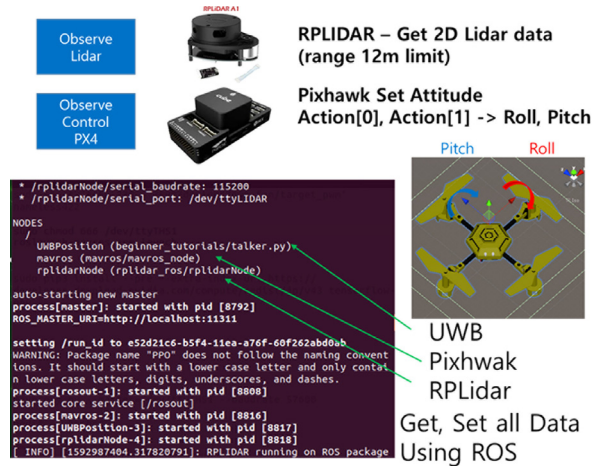 RPLIDAR A1
Observe
Lidar
RPLIDAR – Get 2D Lidar data
(range 12m limit)
Observe
Control
PX4
cube
Pixhawk Set Attitude
Action[0], Action[1] -> Roll, Pitch
Pitch
Roll
* /rplidarNode/serial_baudrate: 115200
* /rplidarNode/serial_port: /dev/ttyLIDAR
NODES
/
UWBPosition (beginner_tutorials/talker.py)
mavros (mavros/mavros_node)
rplidarNode (rplidar_ros/rplidarNode)
auto-starting new master
process[master]: started with pid [8792]
ROS_MASTER_URI=http://localhost:11311
setting /run_id to e52d21c6-b5f4-11ea-a76f-60f262abd0ab
WARNING: Package name "PPO" does not follow the naming convent
ions. It should start with a lower case letter and only contai
n lower case letters, digits, underscores, and dashes.
process[rosout-1]: started with pid [8808]
started core service [/rosout]
process[mavros-2]: started with pid [8816]
process[UWBPosition-3]: started with pid [8817]
process[rplidarNode-4]: started with pid [8818]
[ INFO] [1592987404.317820791]: RPLIDAR running on ROS package
UWB
Pixhwak
RPLidar
Get, Set all Data
Using ROS